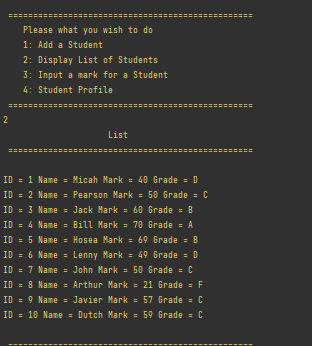 =================================================
Please what you wish to do
1: Add a Student
2: Display List of Students
3: Input a mark for a Student
4: Student Profile
=================================================
2
List
=================================================
ID = 1 Name = Micah Mark = 40 Grade = D
ID = 2 Name = Pearson Mark = 50 Grade = C
ID = 3 Name = Jack Mark = 60 Grade = B
ID = 4 Name = Bill Mark = 70 Grade = A
ID = 5 Name = Hosea Mark = 69 Grade = B
ID = 6 Name = Lenny Mark = 49 Grade = D
ID = 7 Name = John Mark = 50 Grade = C
ID = 8 Name = Arthur Mark = 21 Grade = F
ID = 9 Name = Javier Mark = 57 Grade = C
ID = 10 Name = Dutch Mark = 59 Grade = C
=================================================